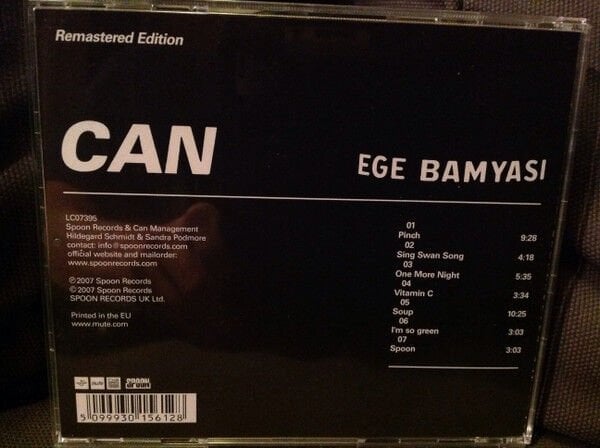 Remastered Edition
CAN
EGE BAMYASI
LC07395
Spoon Records & Can Management
Hildegard Schmidt & Sandra Podmore
contact: info@spoonrecords.com
official website and mailorder:
www.spoonrecords.com
℗2007 Spoon Records
©2007 Spoon Records
SPOON RECORDS UK Ltd.
Printed in the EU
www.mute.com
01
Pinch 9:28
02
Sing Swan Song 4:18
03
One More Night 5:35
04
Vitamin C 3:34
05
Soup 10:25
06
I'm so green 3:03
07
Spoon 3:03
5 099930 156128